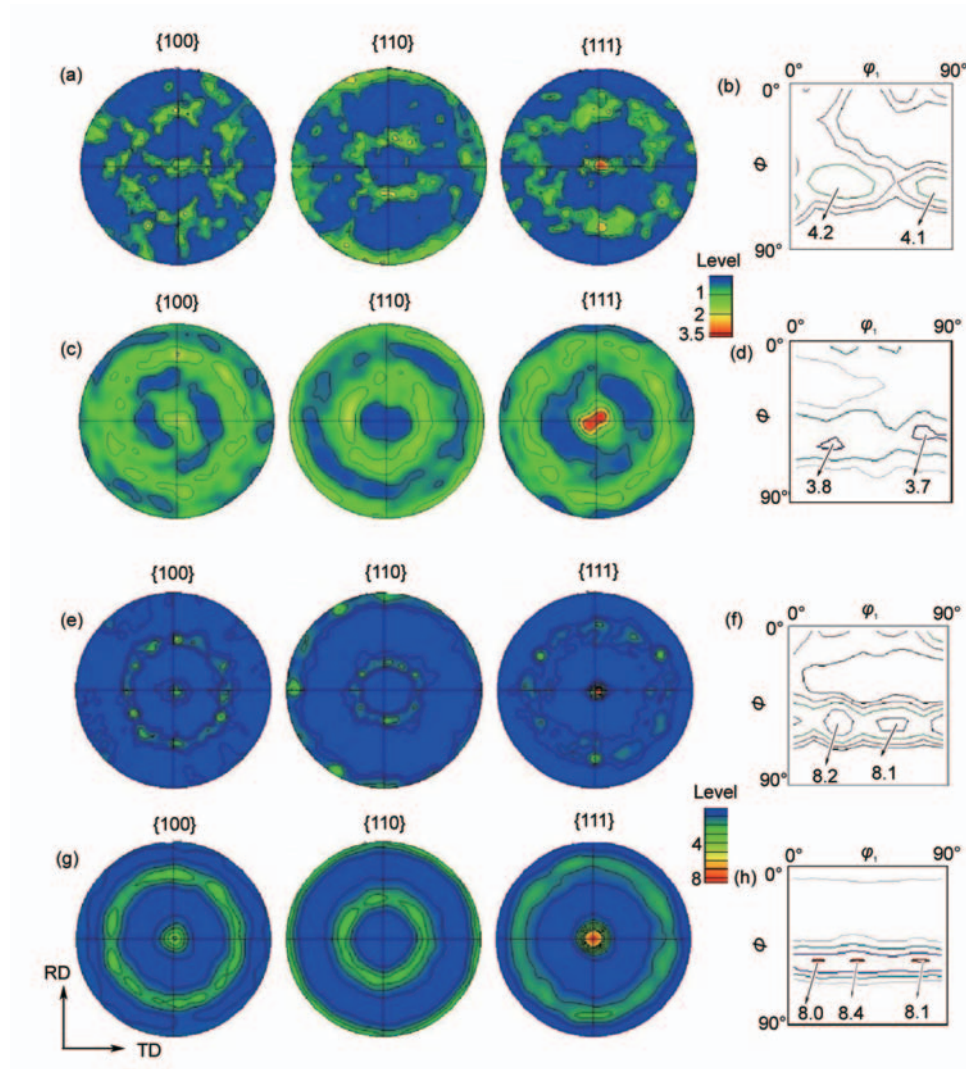 {100} {110} {111}
(a) (b) 0° φ₁ 90°
0°
Φ
4.2 4.1
90°
Level
1
2
3.5
{100} {110} {111}
(c) (d) 0° φ₁ 90°
0°
Φ
3.8 3.7
90°
{100} {110} {111}
(e) (f) 0° φ₁ 90°
0°
Φ
8.2 8.1
90°
Level
4
8
{100} {110} {111}
(g) (h) 0° φ₁ 90°
0°
Φ
8.0 8.4 8.1
90°
RD
TD